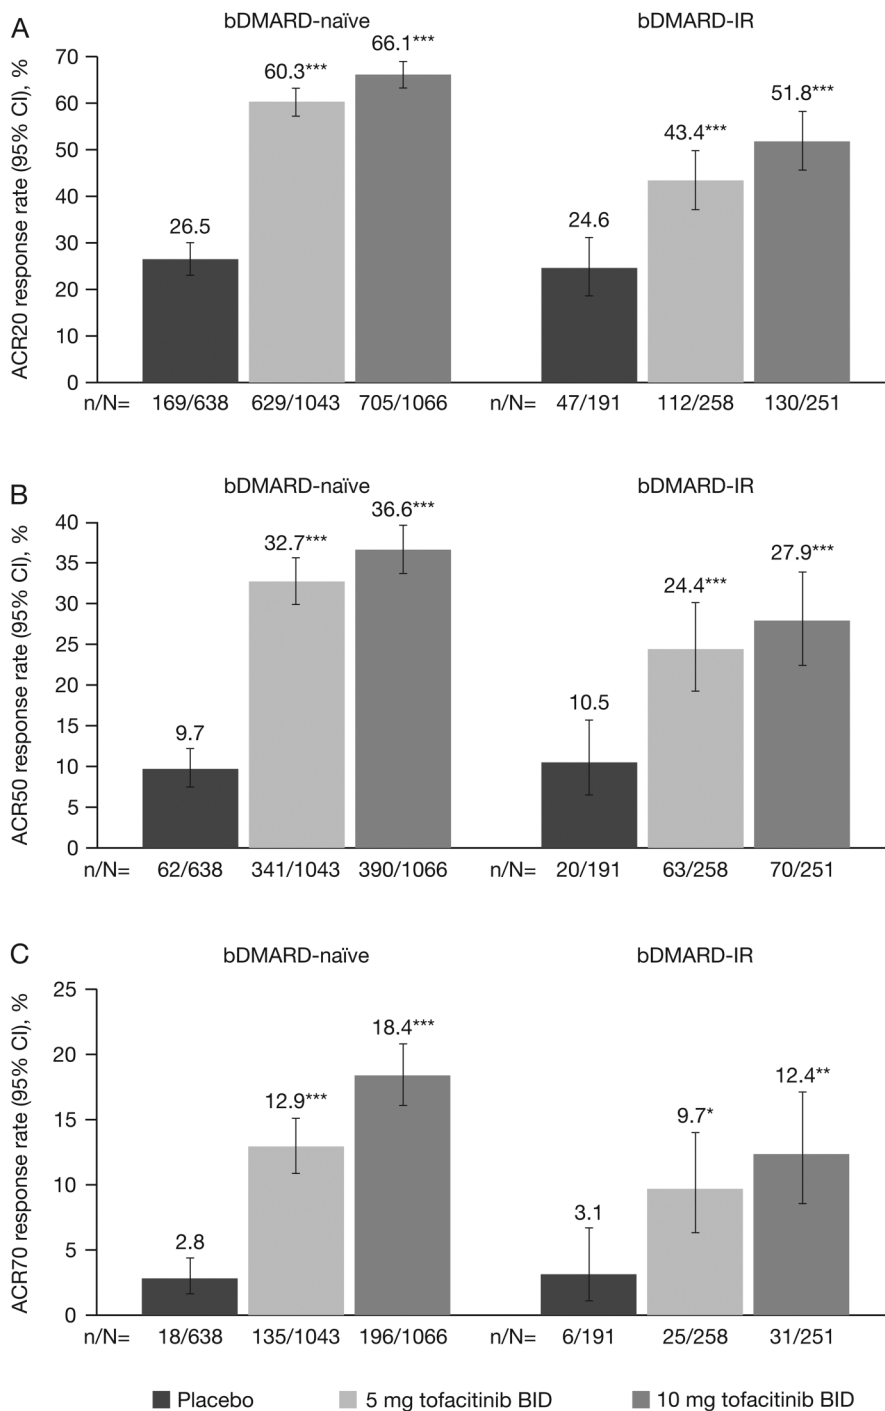 A
bDMARD-naïve bDMARD-IR
ACR20 response rate (95% CI), %
70
60
50
40
30
20
10
0
26.5 60.3*** 66.1*** 24.6 43.4*** 51.8***
n/N= 169/638 629/1043 705/1066 n/N= 47/191 112/258 130/251
B
bDMARD-naïve bDMARD-IR
ACR50 response rate (95% CI), %
40
35
30
25
20
15
10
5
0
9.7 32.7*** 36.6*** 10.5 24.4*** 27.9***
n/N= 62/638 341/1043 390/1066 n/N= 20/191 63/258 70/251
C
bDMARD-naïve bDMARD-IR
ACR70 response rate (95% CI), %
25
20
15
10
5
0
2.8 12.9*** 18.4*** 3.1 9.7* 12.4**
n/N= 18/638 135/1043 196/1066 n/N= 6/191 25/258 31/251
Placebo 5 mg tofacitinib BID 10 mg tofacitinib BID